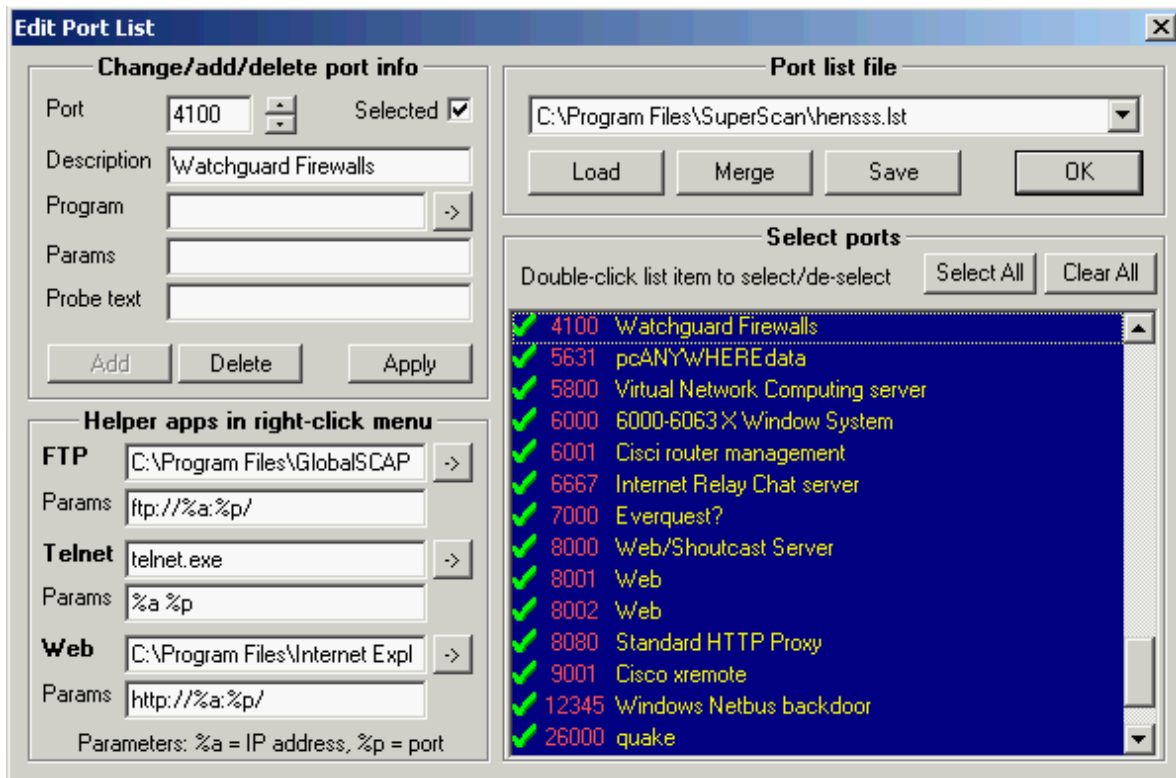 Edit Port List
Change/add/delete port info
Port 4100 Selected
Description Watchguard Firewalls
Program ->
Params
Probe text
Add Delete Apply
Helper apps in right-click menu
FTP C:\Program Files\GlobalSCAP ->
Params ftp://%a:%p/
Telnet telnet.exe ->
Params %a %p
Web C:\Program Files\Internet Expl ->
Params http://%a:%p/
Parameters: %a = IP address, %p = port
Port list file
C:\Program Files\SuperScan\hensss.lst
Load Merge Save OK
Select ports
Double-click list item to select/de-select Select All Clear All
4100 Watchguard Firewalls
5631 pcANYWHEREdata
5800 Virtual Network Computing server
6000 6000-6063 X Window System
6001 Cisci router management
6667 Internet Relay Chat server
7000 Everquest?
8000 Web/Shoutcast Server
8001 Web
8002 Web
8080 Standard HTTP Proxy
9001 Cisco xremote
12345 Windows Netbus backdoor
26000 quake